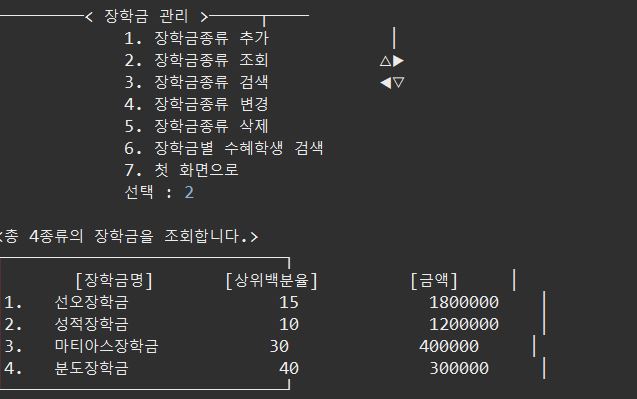 < 장학금 관리 >
1. 장학금종류 추가
2. 장학금종류 조회 △▶
3. 장학금종류 검색 ◀▽
4. 장학금종류 변경
5. 장학금종류 삭제
6. 장학금별 수혜학생 검색
7. 첫 화면으로
선택 : 2
<총 4종류의 장학금을 조회합니다.>
[장학금명] [상위백분율] [금액]
1. 선오장학금 15 1800000
2. 성적장학금 10 1200000
3. 마티아스장학금 30 400000
4. 분도장학금 40 300000